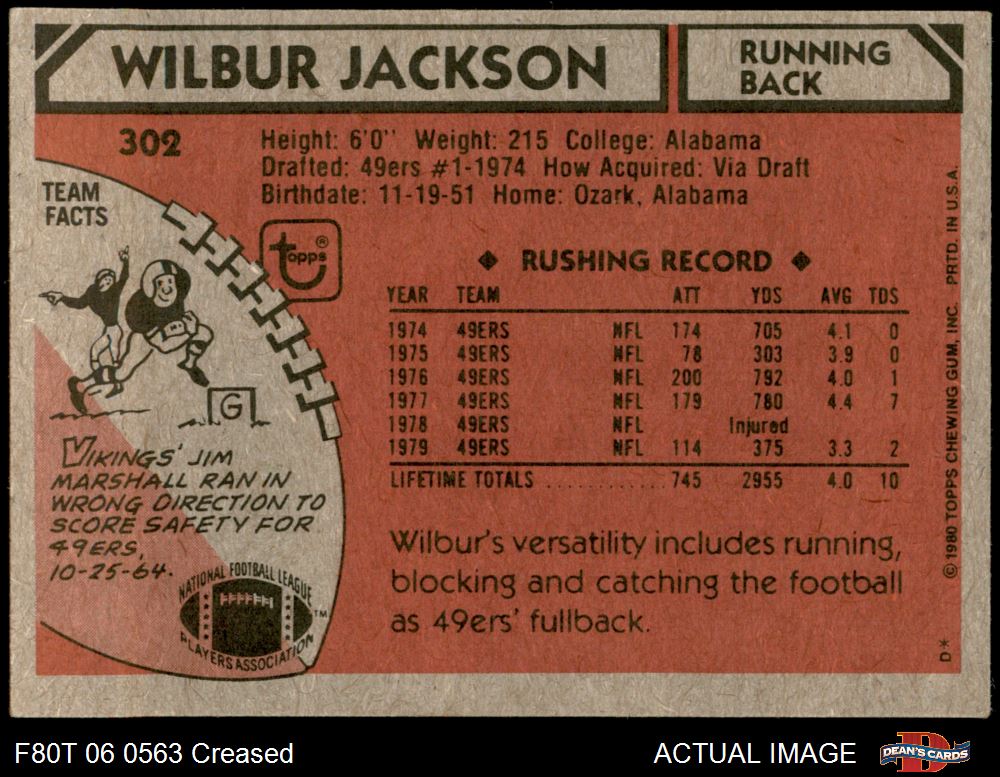 WILBUR JACKSON
RUNNING
BACK
302
Height: 6'0" Weight: 215 College: Alabama
Drafted: 49ers #1-1974 How Acquired: Via Draft
Birthdate: 11-19-51 Home: Ozark, Alabama
TEAM
FACTS
topps ®
◆ RUSHING RECORD ◆
YEAR TEAM ATT YDS AVG TDS
1974 49ERS NFL 174 705 4.1 0
1975 49ERS NFL 78 303 3.9 0
1976 49ERS NFL 200 792 4.0 1
1977 49ERS NFL 179 780 4.4 7
1978 49ERS NFL Injured
1979 49ERS NFL 114 375 3.3 2
LIFETIME TOTALS ............ 745 2955 4.0 10
G
VIKINGS' JIM
MARSHALL RAN IN
WRONG DIRECTION TO
SCORE SAFETY FOR
49ERS,
10-25-64.
NATIONAL FOOTBALL LEAGUE
PLAYERS ASSOCIATION
TM
Wilbur's versatility includes running,
blocking and catching the football
as 49ers' fullback.
© 1980 TOPPS CHEWING GUM, INC. PRTD. IN U.S.A.
D*
F80T 06 0563 Creased
ACTUAL IMAGE
DEAN'S CARDS